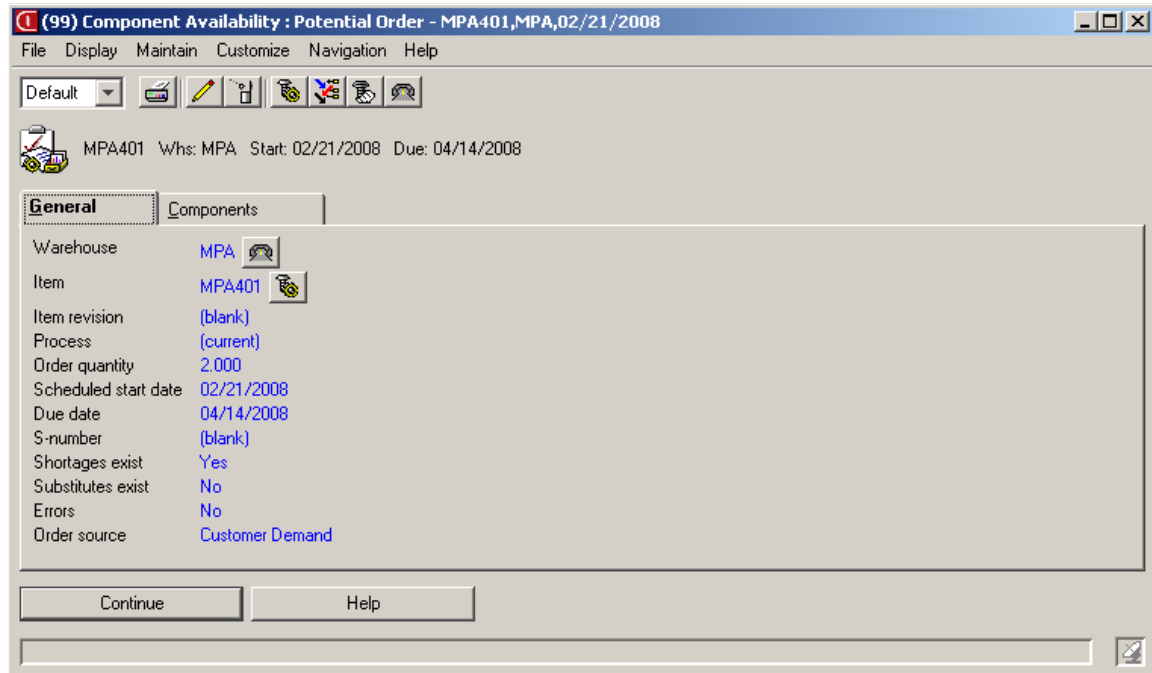 (99) Component Availability : Potential Order - MPA401,MPA,02/21/2008
File Display Maintain Customize Navigation Help
Default
MPA401 Whs: MPA Start: 02/21/2008 Due: 04/14/2008
General Components
Warehouse MPA
Item MPA401
Item revision (blank)
Process (current)
Order quantity 2.000
Scheduled start date 02/21/2008
Due date 04/14/2008
S-number (blank)
Shortages exist Yes
Substitutes exist No
Errors No
Order source Customer Demand
Continue Help